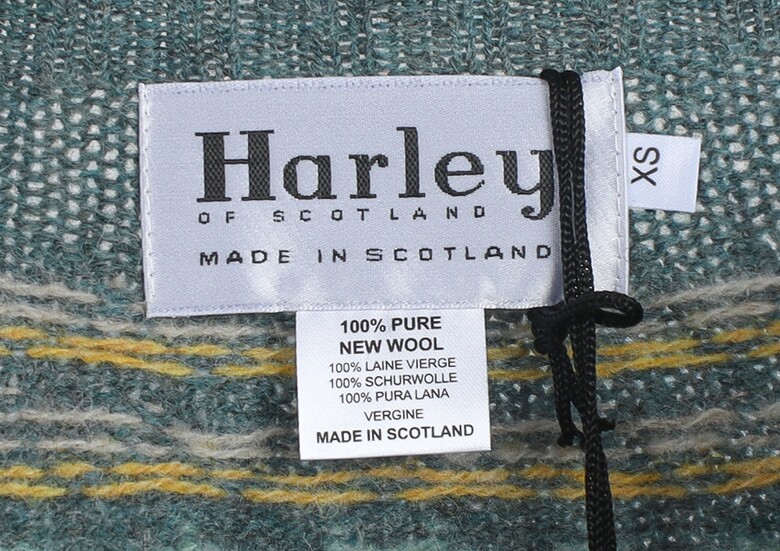 Harley
OF SCOTLAND
MADE IN SCOTLAND
XS
100% PURE
NEW WOOL
100% LAINE VIERGE
100% SCHURWOLLE
100% PURA LANA
VERGINE
MADE IN SCOTLAND